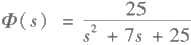 Φ(s) = 25 / (s² + 7s + 25)